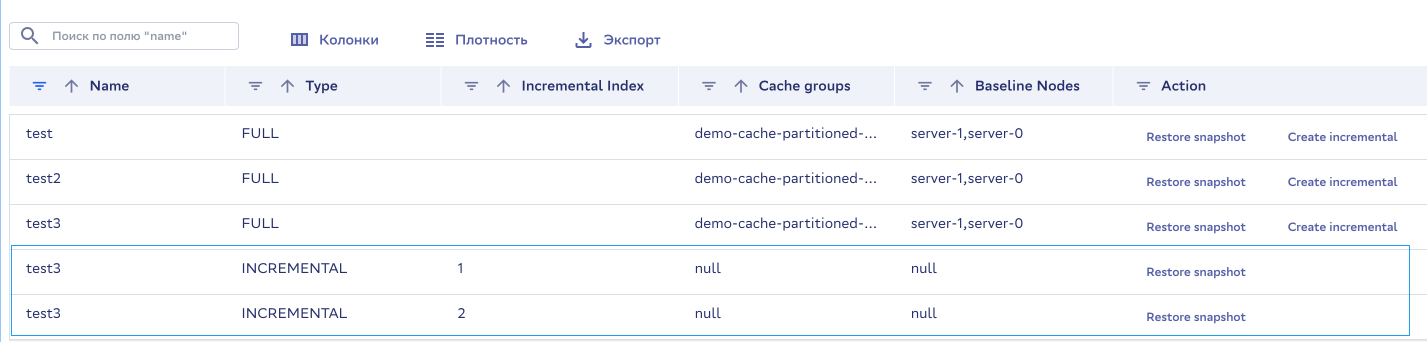 Поиск по полю "name" Колонки Плотность Экспорт
Name Type Incremental Index Cache groups Baseline Nodes Action
test FULL demo-cache-partitioned-... server-1,server-0 Restore snapshot Create incremental
test2 FULL demo-cache-partitioned-... server-1,server-0 Restore snapshot Create incremental
test3 FULL demo-cache-partitioned-... server-1,server-0 Restore snapshot Create incremental
test3 INCREMENTAL 1 null null Restore snapshot
test3 INCREMENTAL 2 null null Restore snapshot